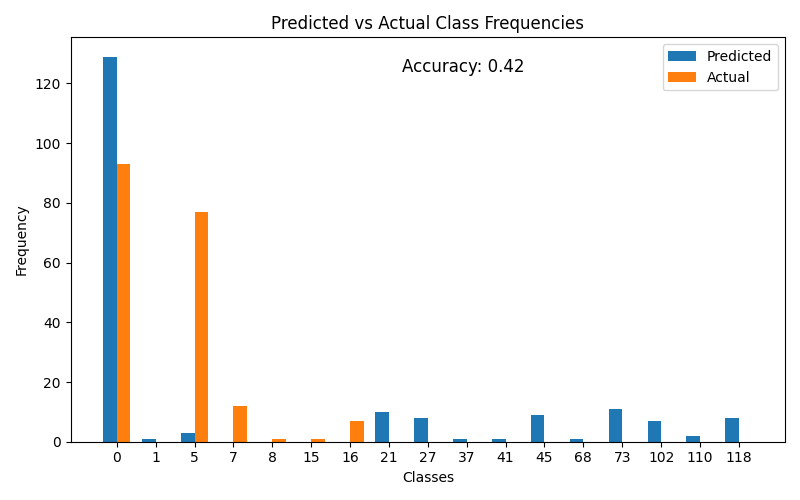 Predicted vs Actual Class Frequencies
Accuracy: 0.42
Predicted
Actual
Frequency
120
100
80
60
40
20
0
0 1 5 7 8 15 16 21 27 37 41 45 68 73 102 110 118
Classes